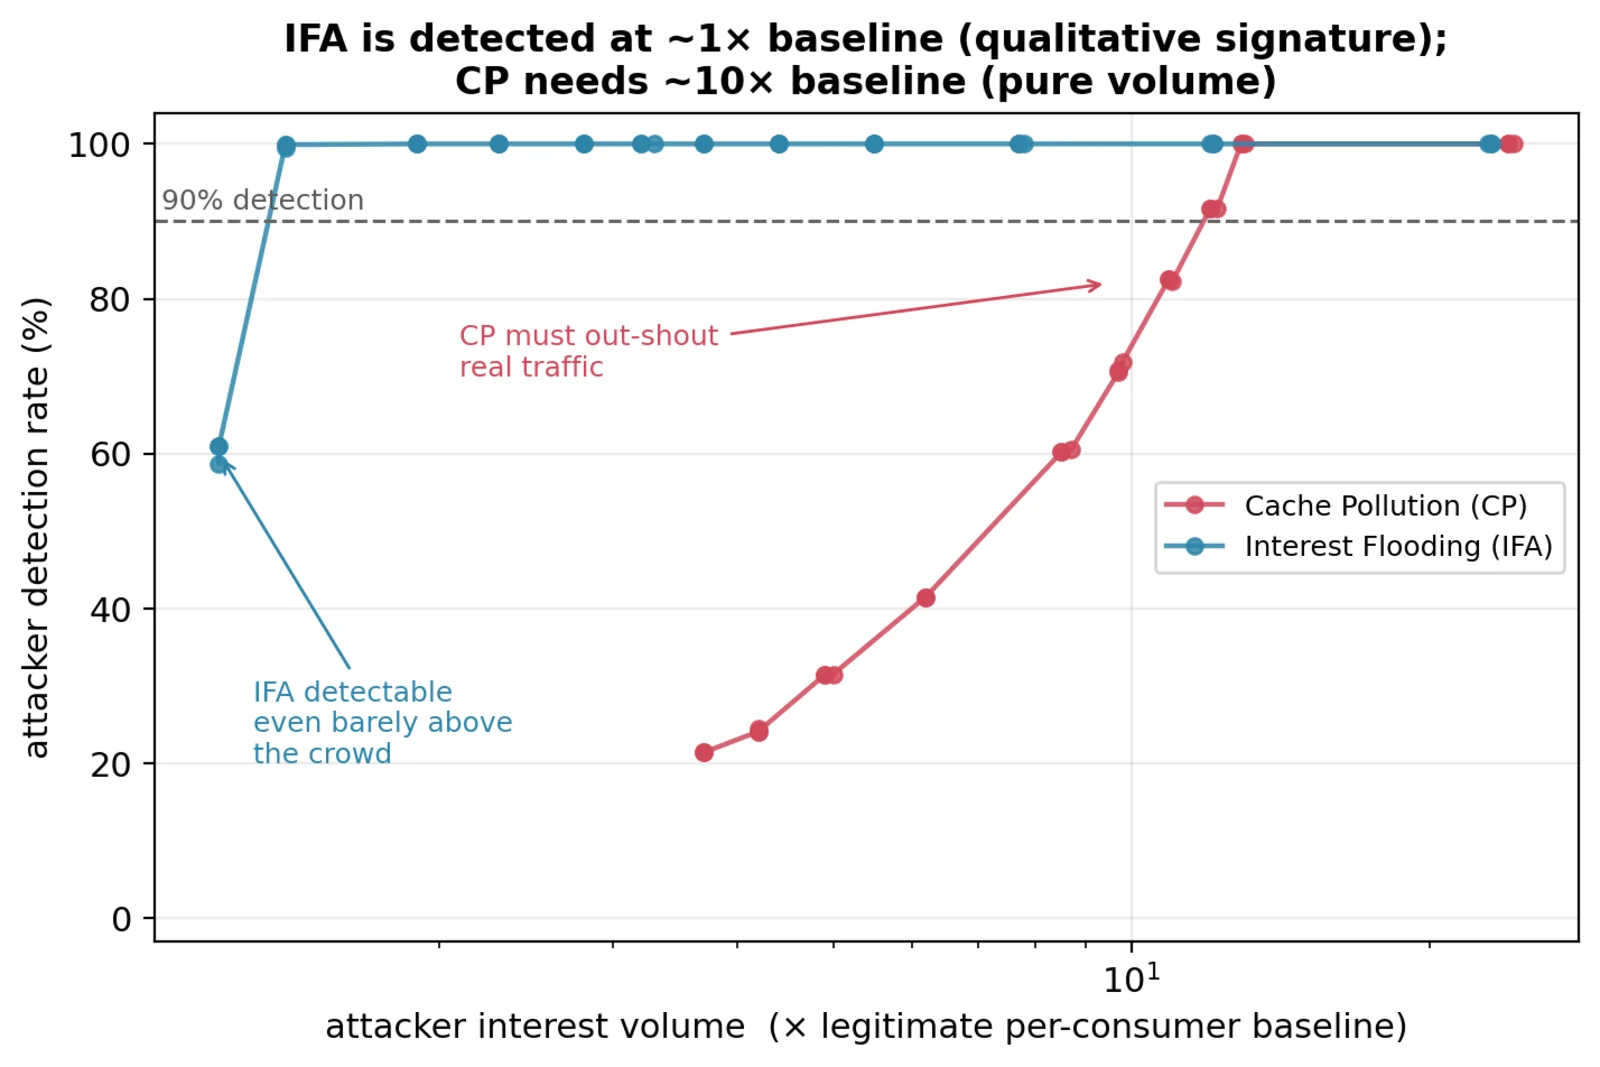 IFA is detected at ~1× baseline (qualitative signature);
CP needs ~10× baseline (pure volume)
100
90% detection
80
CP must out-shout
real traffic
60
Cache Pollution (CP)
Interest Flooding (IFA)
40
IFA detectable
even barely above
the crowd
20
0
attacker detection rate (%)
10¹
attacker interest volume (× legitimate per-consumer baseline)